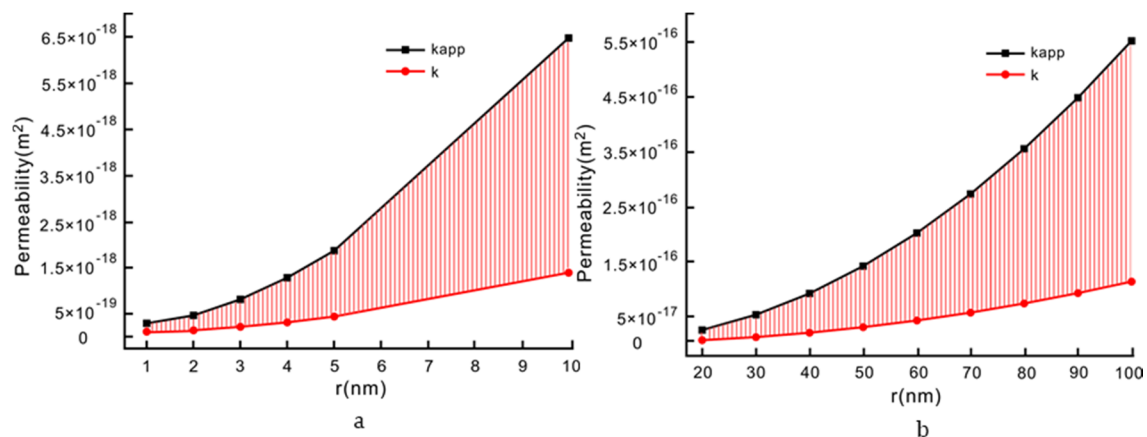 Permeability(m²)
6.5×10⁻¹⁸
5.5×10⁻¹⁸
4.5×10⁻¹⁸
3.5×10⁻¹⁸
2.5×10⁻¹⁸
1.5×10⁻¹⁸
5×10⁻¹⁹
0
kapp
k
1 2 3 4 5 6 7 8 9 10
r(nm)
a
Permeability(m²)
5.5×10⁻¹⁶
4.5×10⁻¹⁶
3.5×10⁻¹⁶
2.5×10⁻¹⁶
1.5×10⁻¹⁶
5×10⁻¹⁷
0
kapp
k
20 30 40 50 60 70 80 90 100
r(nm)
b